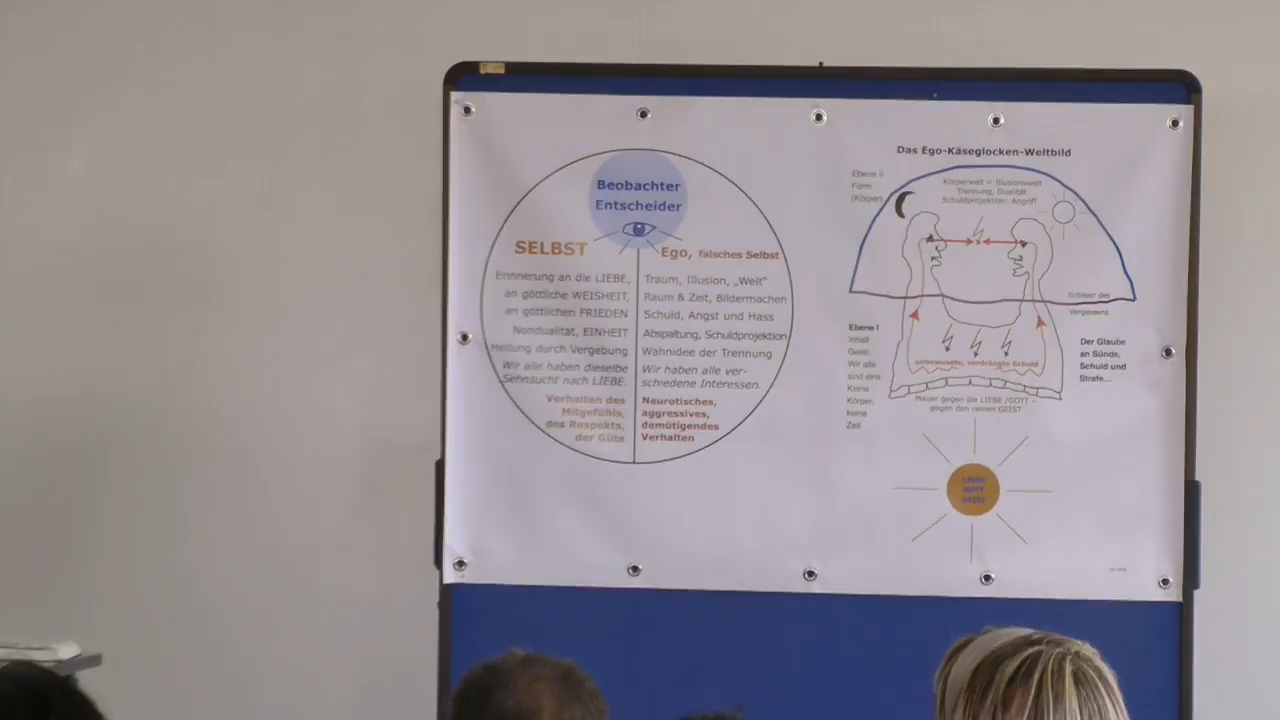 Beobachter
Entscheider
SELBST
Erinnerung an die LIEBE,
an göttliche WEISHEIT,
an göttlichen FRIEDEN
Nondualität, EINHEIT
Heilung durch Vergebung
Wir alle haben dieselbe
Sehnsucht nach LIEBE.
Verhalten des
Mitgefühls,
des Respekts,
der Güte
Ego, falsches Selbst
Traum, Illusion, „Welt"
Raum & Zeit, Bildermachen
Schuld, Angst und Hass
Abspaltung, Schuldprojektion
Wahnidee der Trennung
Wir haben alle ver-
schiedene Interessen.
Neurotisches,
aggressives,
demütigendes
Verhalten
Das Ego-Käseglocken-Weltbild
Ebene II
Form
(Körper)
Körperwelt = Illusionswelt
Trennung, Dualität
Schuldprojektion: Angriff
Schleier des
Vergessens
Ebene I
Inhalt
Geist
Wir alle
sind eins
Keine
Körper,
keine
Zeit
unbewusste, verdrängte Schuld
Der Glaube
an Sünde,
Schuld und
Strafe...
Mauer gegen die LIEBE /GOTT –
gegen den reinen GEIST
LIEBE
GOTT
GEIST